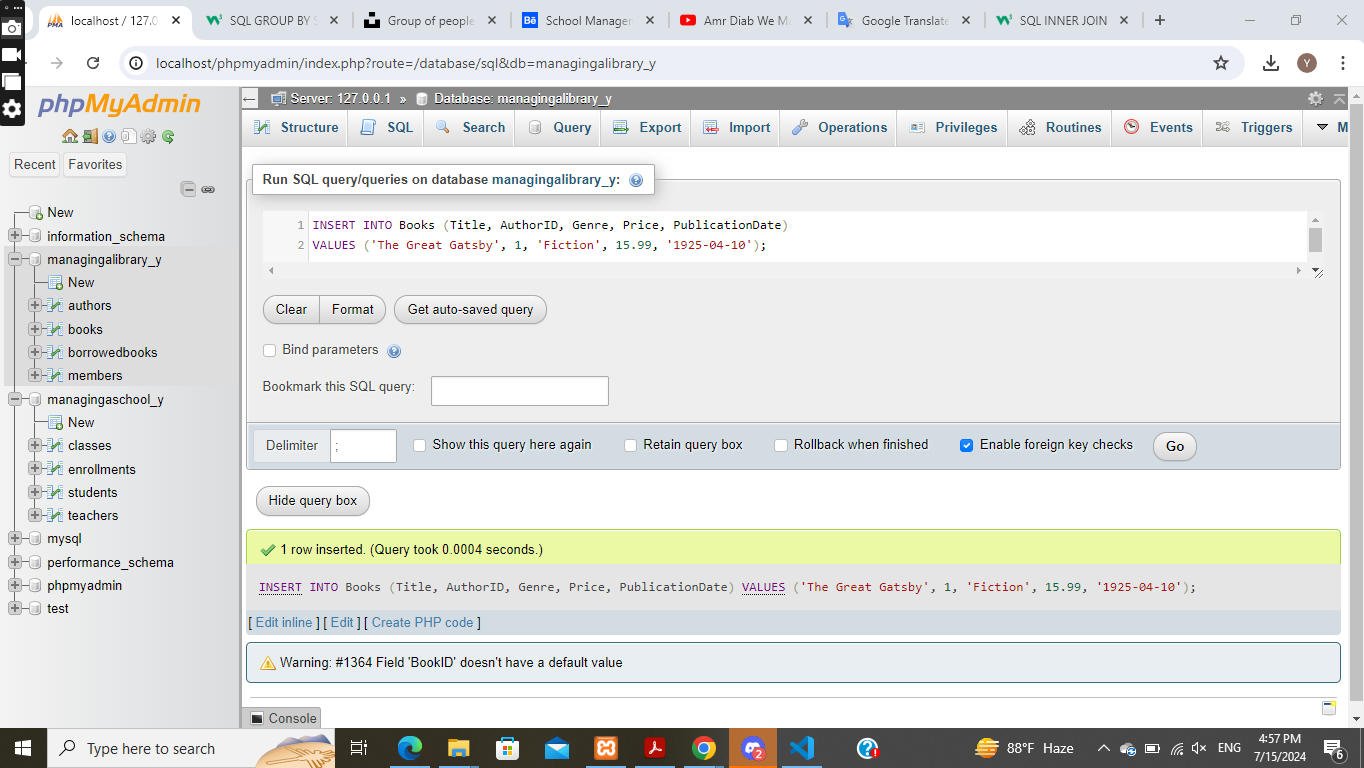 localhost / 127.0
SQL GROUP BY S
Group of people
School Manager
Amr Diab We Ma
Google Translate
SQL INNER JOIN
localhost/phpmyadmin/index.php?route=/database/sql&db=managingalibrary_y
Y
phpMyAdmin
Recent Favorites
New
information_schema
managingalibrary_y
New
authors
books
borrowedbooks
members
managingaschool_y
New
classes
enrollments
students
teachers
mysql
performance_schema
phpmyadmin
test
Server: 127.0.0.1 » Database: managingalibrary_y
Structure SQL Search Query Export Import Operations Privileges Routines Events Triggers M
Run SQL query/queries on database managingalibrary_y:
1 INSERT INTO Books (Title, AuthorID, Genre, Price, PublicationDate)
2 VALUES ('The Great Gatsby', 1, 'Fiction', 15.99, '1925-04-10');
Clear Format Get auto-saved query
Bind parameters
Bookmark this SQL query:
Delimiter ; Show this query here again Retain query box Rollback when finished Enable foreign key checks Go
Hide query box
1 row inserted. (Query took 0.0004 seconds.)
INSERT INTO Books (Title, AuthorID, Genre, Price, PublicationDate) VALUES ('The Great Gatsby', 1, 'Fiction', 15.99, '1925-04-10');
[ Edit inline ] [ Edit ] [ Create PHP code ]
Warning: #1364 Field 'BookID' doesn't have a default value
Console
Type here to search
2
88°F Haze
ENG
4:57 PM
7/15/2024
6